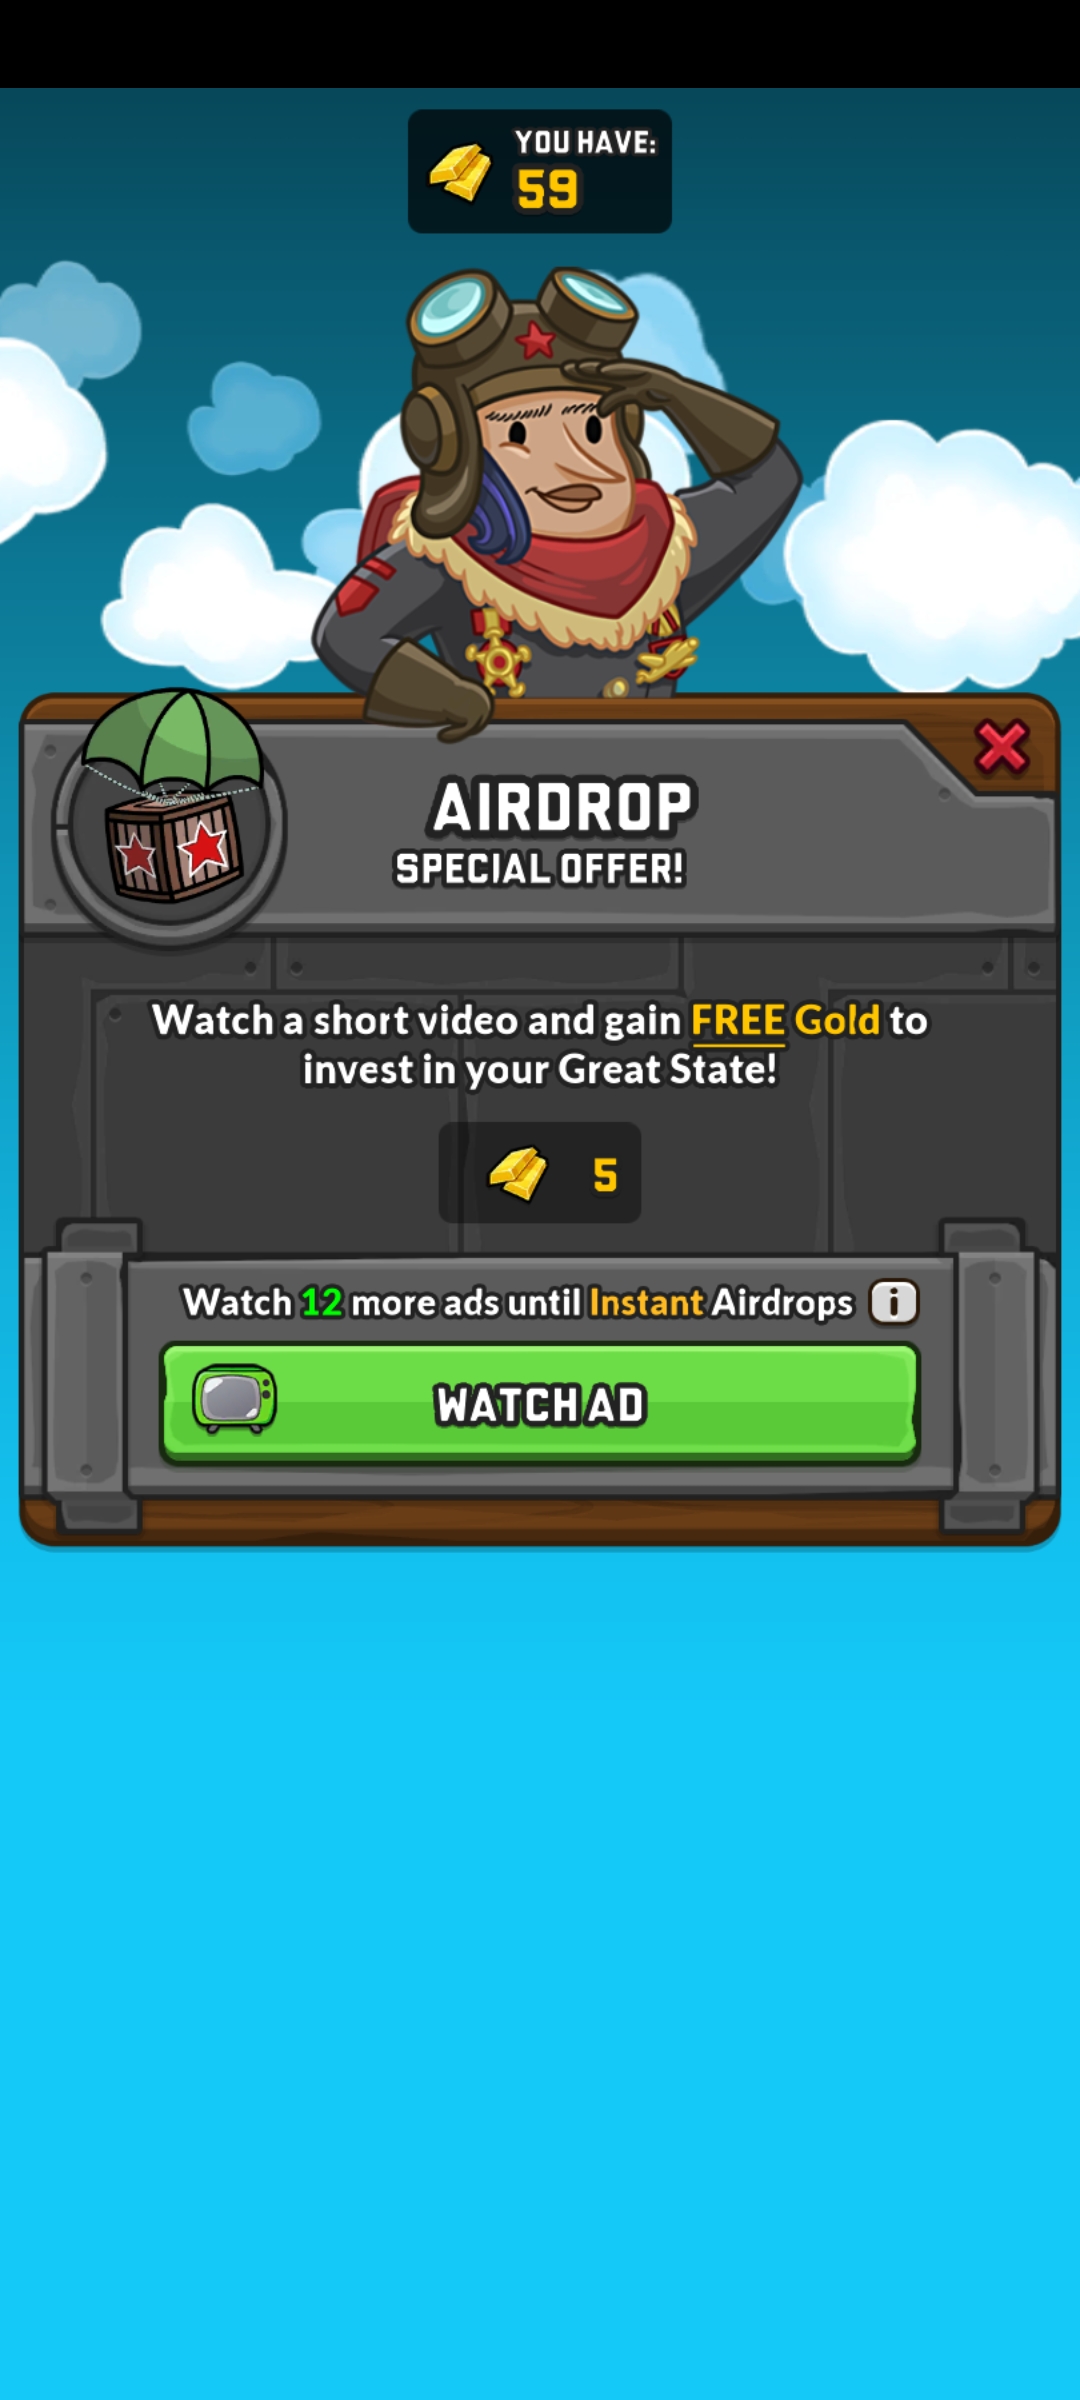 YOU HAVE:
59
AIRDROP
SPECIAL OFFER!
Watch a short video and gain FREE Gold to
invest in your Great State!
5
Watch 12 more ads until Instant Airdrops i
WATCH AD